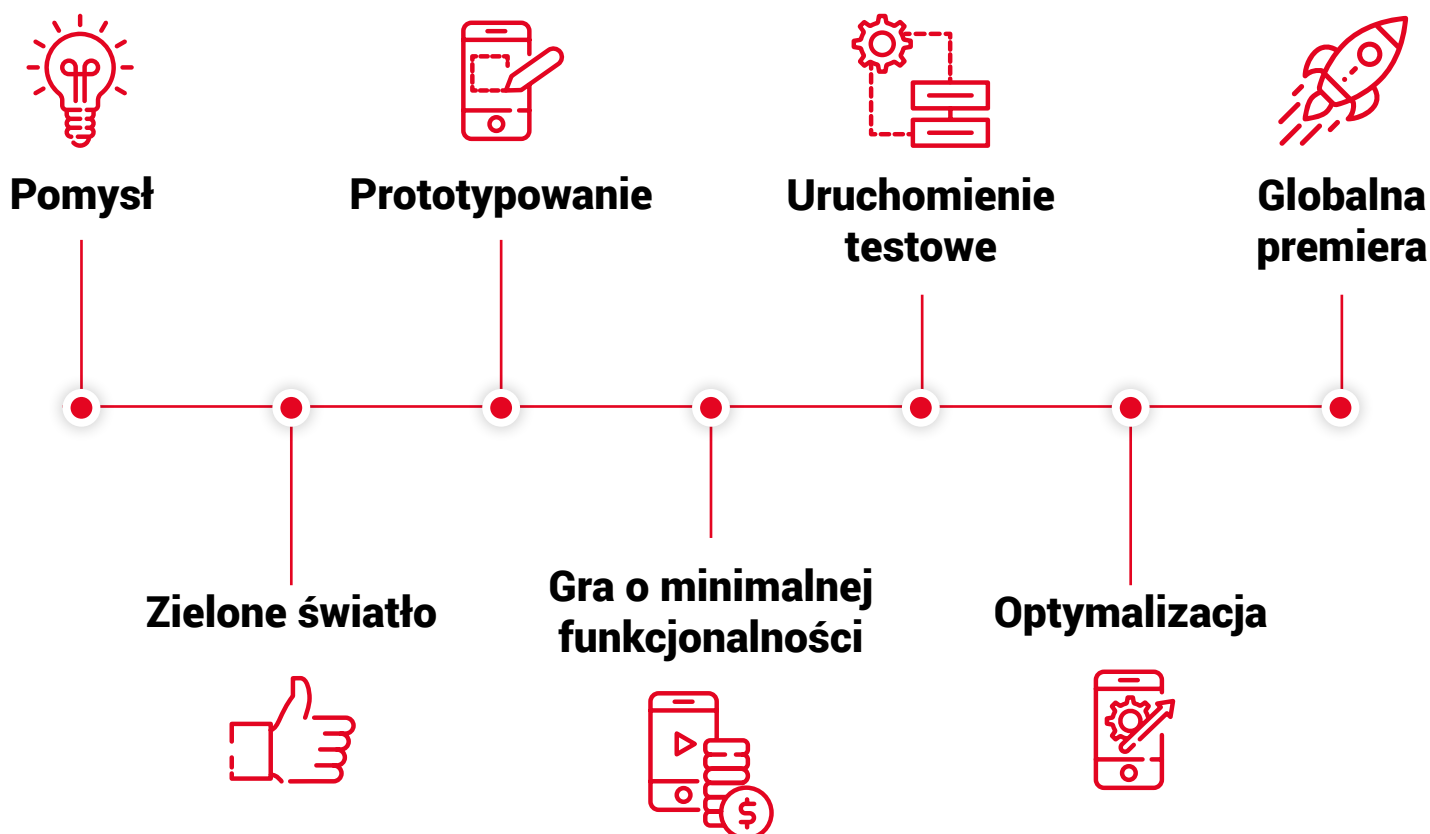 Pomysł
Prototypowanie
Uruchomienie
testowe
Globalna
premiera
Zielone światło
Gra o minimalnej
funkcjonalności
Optymalizacja
$